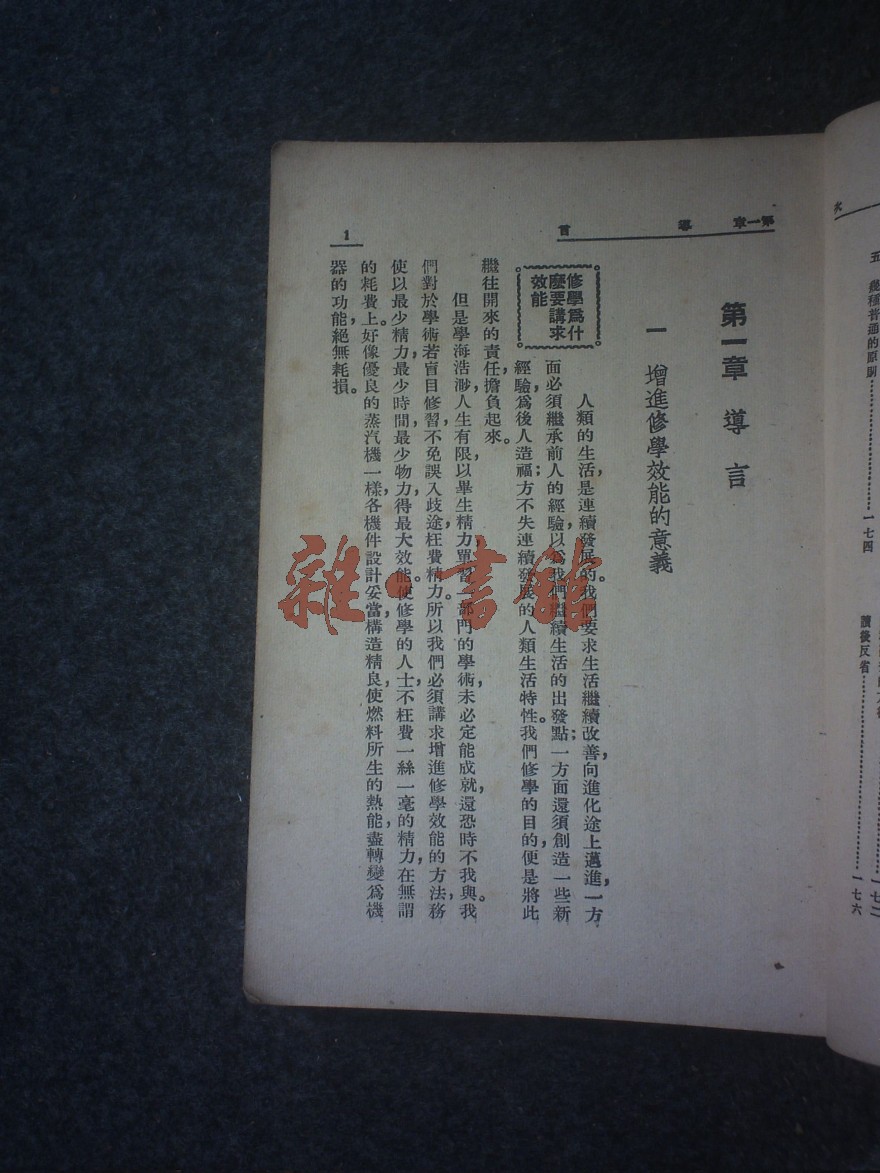 五 幾種普通的原則……一七四
讀後反省……一七六
第一章 導 言
第一章 導 言
一 增進修學效能的意義
修學爲什
麼要講求
效能
人類的生活，是連續發展的。我們要求生活繼續改善，向進化途上邁進，一方
面必須繼承前人的經驗，以爲我們繼續生活的出發點；一方面還須創造一些新
經驗，爲後人造福；方不失連續發展的人類生活特性。我們修學的目的，便是將此
繼往開來的責任，擔負起來。
但是學海浩渺，人生有限，以畢生精力，單習一部門的學術，未必定能成就，還恐時不我與。我
們對於學術，若盲目修習，不免誤入歧途，枉費精力。所以我們必須講求增進修學效能的方法，務
使以最少精力，最少時間，最少物力，得最大效能。使修學的人士，不枉費一絲一毫的精力，在無謂
的耗費上。好像優良的蒸汽機一樣，各機件設計妥當，構造精良，使燃料所生的熱能，盡轉變爲機
器的功能，絕無耗損。
1
雜·書館